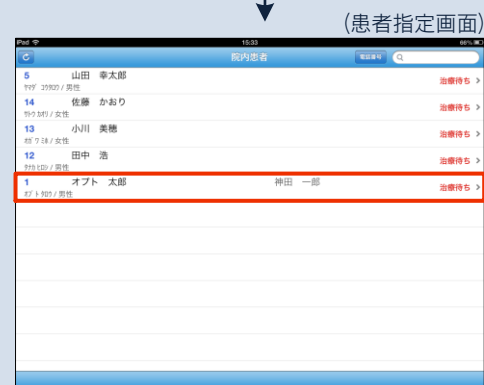 (患者指定画面)
iPad 15:33 66%
院内患者 電話番号
5 山田 幸太郎
ﾔﾏﾀﾞ ｺｳﾀﾛｳ / 男性 治療待ち
14 佐藤 かおり
ｻﾄｳ ｶｵﾘ / 女性 治療待ち
13 小川 美穂
ｵｶﾞﾜ ﾐﾎ / 女性 治療待ち
12 田中 浩
ﾀﾅｶ ﾋﾛｼ / 男性 治療待ち
1 オプト 太郎 神田 一郎
ｵﾌﾟﾄ ﾀﾛｳ / 男性 治療待ち